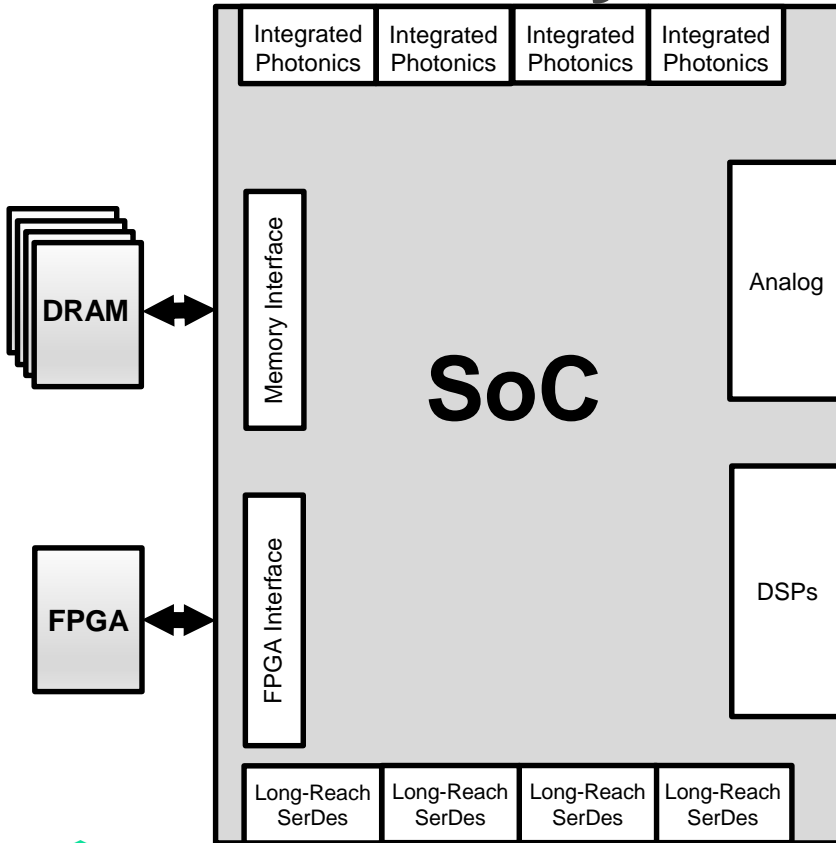 Integrated
Photonics
Integrated
Photonics
Integrated
Photonics
Integrated
Photonics
Memory Interface
Analog
DRAM
SoC
FPGA Interface
DSPs
FPGA
Long-Reach
SerDes
Long-Reach
SerDes
Long-Reach
SerDes
Long-Reach
SerDes